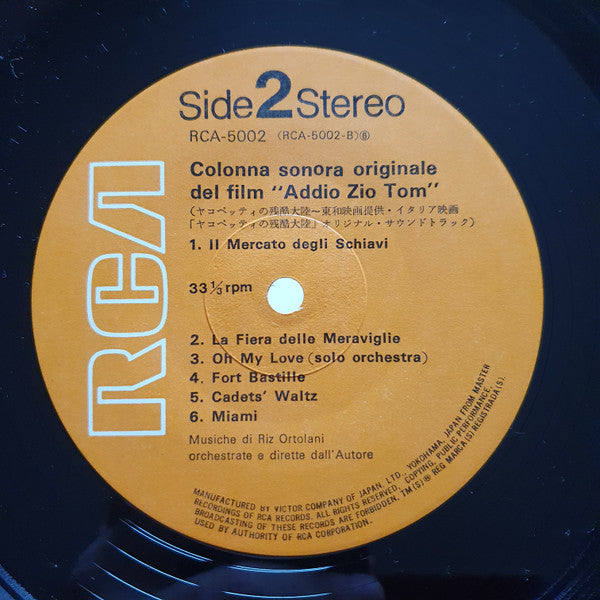 Side 2 Stereo
RCA-5002 (RCA-5002-B)⑥
RCA
Colonna sonora originale
del film "Addio Zio Tom"
(ヤコペッティの残酷大陸〜東和映画提供・イタリア映画
「ヤコペッティの残酷大陸」オリジナル・サウンドトラック)
1. Il Mercato degli Schiavi
33 1/3 rpm
2. La Fiera delle Meraviglie
3. Oh My Love (solo orchestra)
4. Fort Bastille
5. Cadets' Waltz
6. Miami
Musiche di Riz Ortolani
orchestrate e dirette dall'Autore
MANUFACTURED BY VICTOR COMPANY OF JAPAN, LTD., YOKOHAMA, JAPAN FROM MASTER
RECORDINGS OF RCA RECORDS. ALL RIGHTS RESERVED, COPYING, PUBLIC PERFORMANCE,
BROADCASTING OF THESE RECORDS ARE FORBIDDEN. TM(S)® REG MARCA(S) REGISTRADA(S).
USED BY AUTHORITY OF RCA CORPORATION.